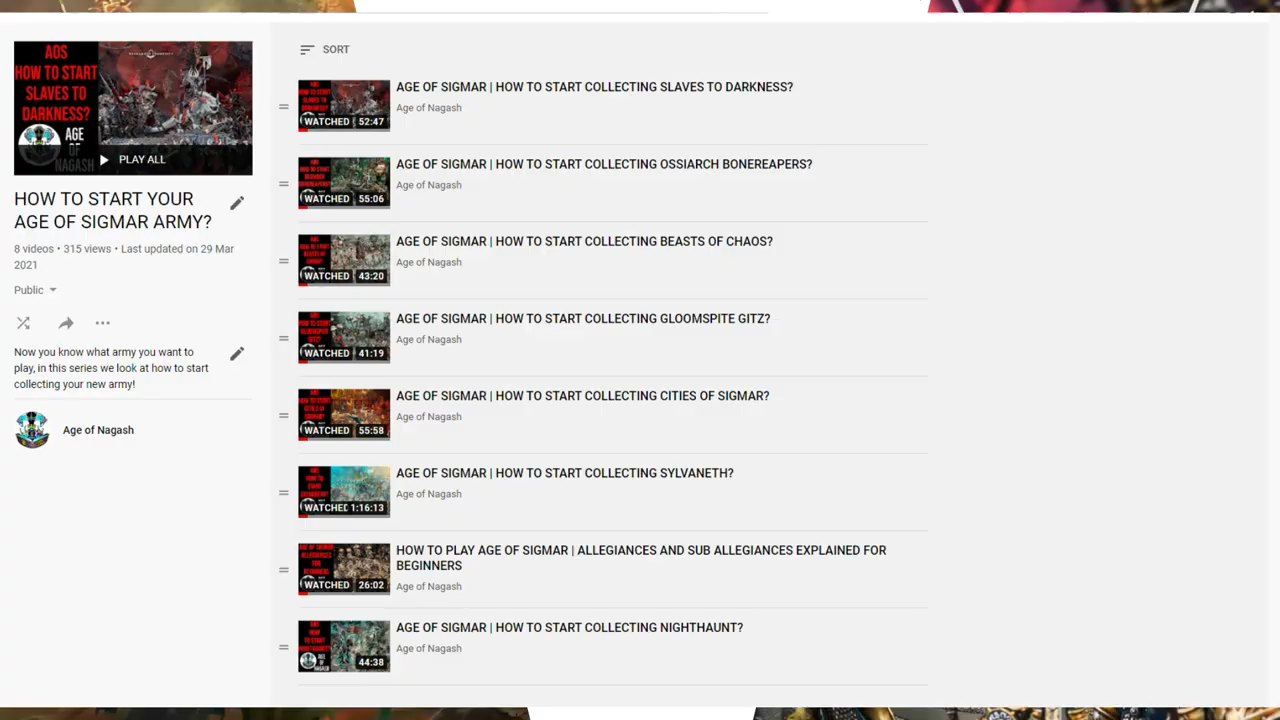 AOS
HOW TO START
SLAVES TO
DARKNESS?
AGE
OF
NAGASH
PLAY ALL
HOW TO START YOUR
AGE OF SIGMAR ARMY?
8 videos • 315 views • Last updated on 29 Mar
2021
Public
Now you know what army you want to
play, in this series we look at how to start
collecting your new army!
Age of Nagash
SORT
WATCHED 52:47
AGE OF SIGMAR | HOW TO START COLLECTING SLAVES TO DARKNESS?
Age of Nagash
WATCHED 55:06
AGE OF SIGMAR | HOW TO START COLLECTING OSSIARCH BONEREAPERS?
Age of Nagash
WATCHED 43:20
AGE OF SIGMAR | HOW TO START COLLECTING BEASTS OF CHAOS?
Age of Nagash
WATCHED 41:19
AGE OF SIGMAR | HOW TO START COLLECTING GLOOMSPITE GITZ?
Age of Nagash
WATCHED 55:58
AGE OF SIGMAR | HOW TO START COLLECTING CITIES OF SIGMAR?
Age of Nagash
WATCHED 1:16:13
AGE OF SIGMAR | HOW TO START COLLECTING SYLVANETH?
Age of Nagash
WATCHED 26:02
HOW TO PLAY AGE OF SIGMAR | ALLEGIANCES AND SUB ALLEGIANCES EXPLAINED FOR
BEGINNERS
Age of Nagash
44:38
AGE OF SIGMAR | HOW TO START COLLECTING NIGHTHAUNT?
Age of Nagash